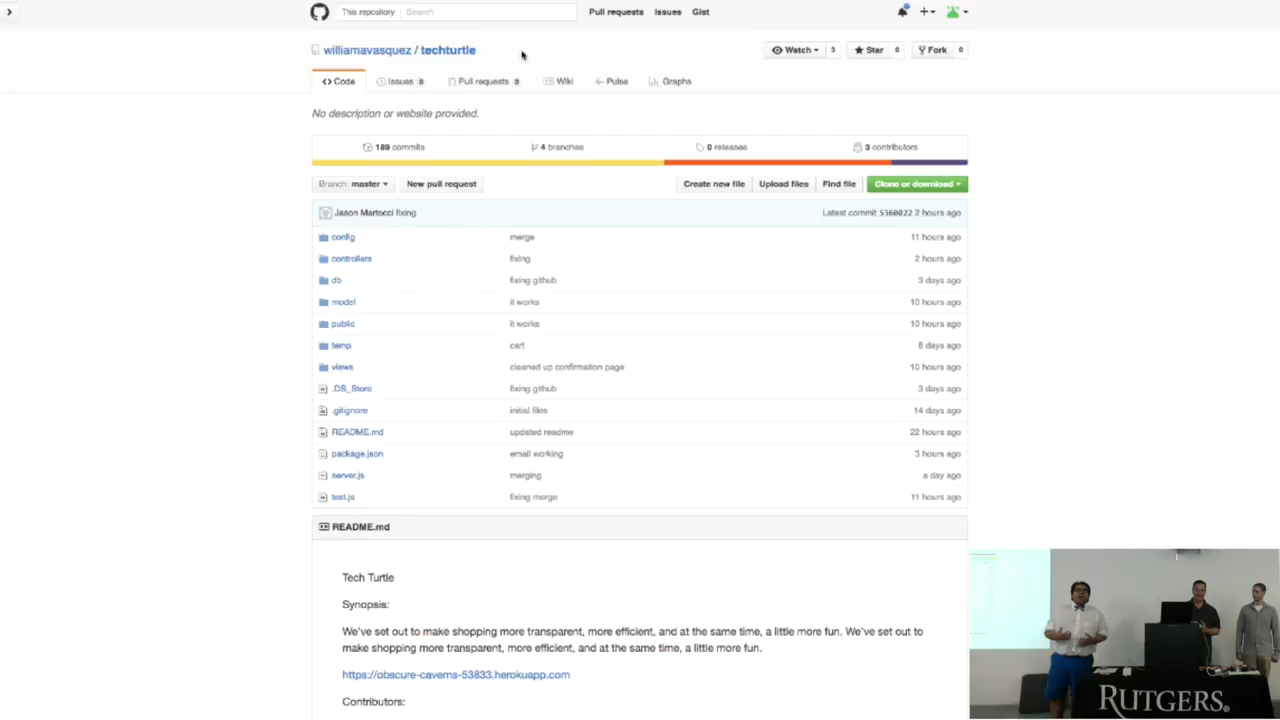 This repository Search Pull requests Issues Gist
williamavasquez / techturtle Watch 3 Star 0 Fork 0
Code Issues 0 Pull requests 0 Wiki Pulse Graphs
No description or website provided.
189 commits 4 branches 0 releases 3 contributors
Branch: master New pull request Create new file Upload files Find file Clone or download
Jason Martocci fixing Latest commit 5360022 2 hours ago
config merge 11 hours ago
controllers fixing 2 hours ago
db fixing github 3 days ago
model it works 10 hours ago
public it works 10 hours ago
temp cart 8 days ago
views cleaned up confirmation page 10 hours ago
.DS_Store fixing github 3 days ago
.gitignore initial files 14 days ago
README.md updated readme 22 hours ago
package.json email working 3 hours ago
server.js merging a day ago
test.js fixing merge 11 hours ago
README.md
Tech Turtle
Synopsis:
We've set out to make shopping more transparent, more efficient, and at the same time, a little more fun. We've set out to
make shopping more transparent, more efficient, and at the same time, a little more fun.
https://obscure-caverns-53833.herokuapp.com
Contributors:
RUTGERS